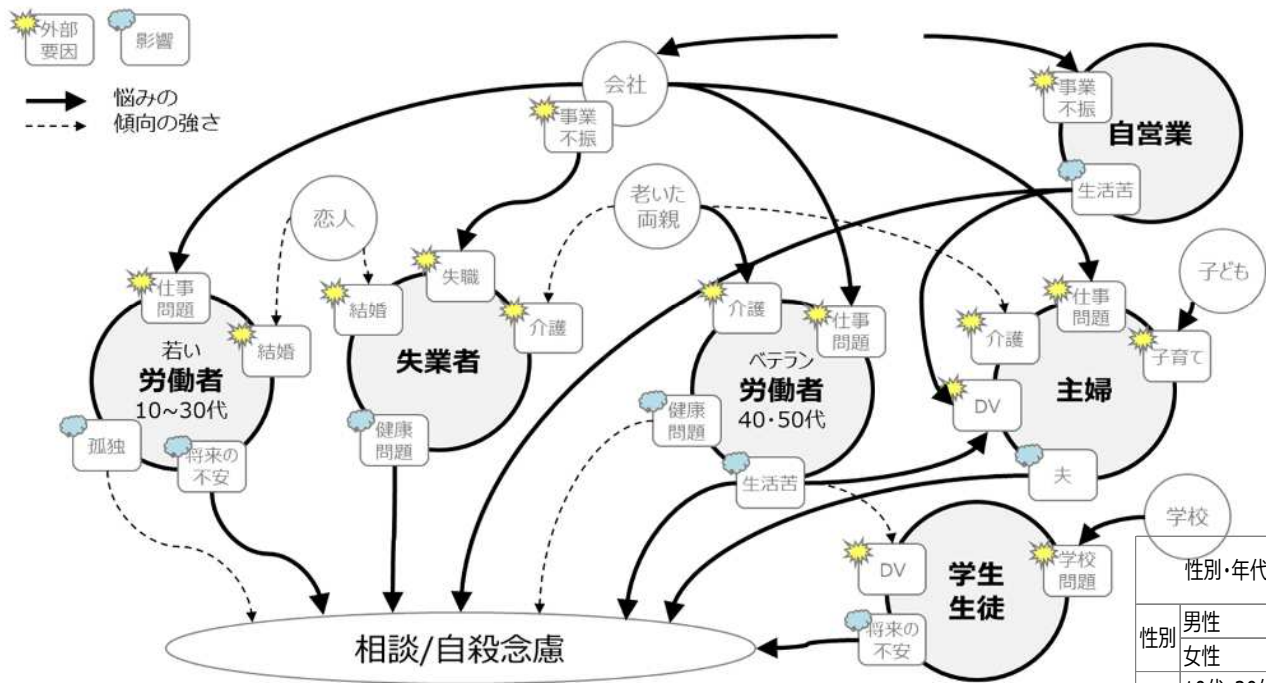 外部
要因
影響
悩みの
傾向の強さ
会社
事業
不振
事業
不振
自営業
生活苦
恋人
老いた
両親
子ども
仕事
問題
結婚
若い
労働者
10~30代
孤独
将来の
不安
結婚
失職
介護
失業者
健康
問題
介護
仕事
問題
ベテラン
労働者
40・50代
健康
問題
生活苦
仕事
問題
介護
子育て
DV
主婦
夫
学校
DV
学生
生徒
学校
問題
将来の
不安
相談/自殺念慮
性別・年代
性別
男性
女性